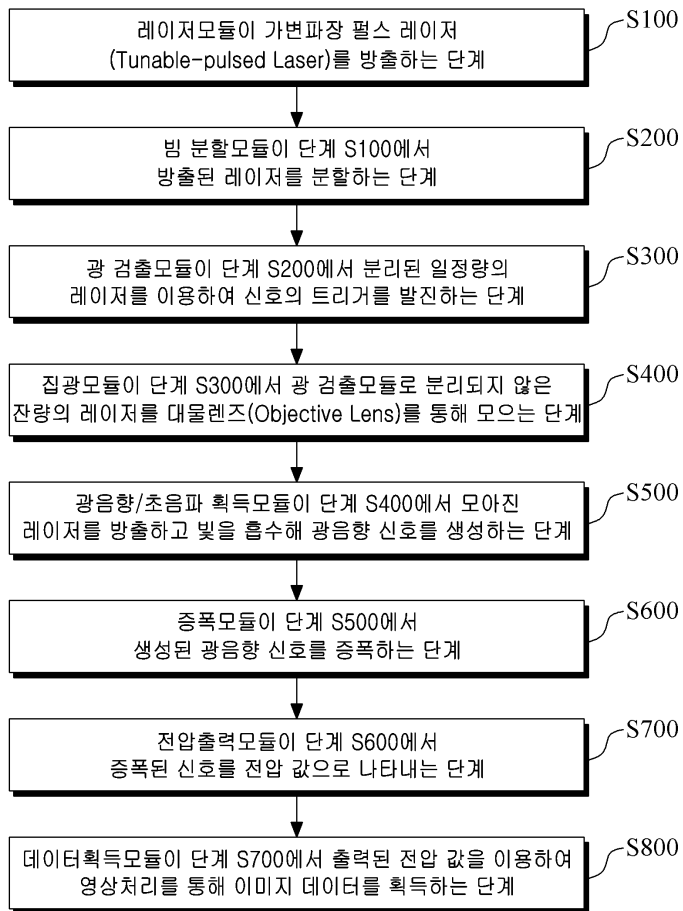 레이저모듈이 가변파장 펄스 레이저
(Tunable-pulsed Laser)를 방출하는 단계
S100
빔 분할모듈이 단계 S100에서
방출된 레이저를 분할하는 단계
S200
광 검출모듈이 단계 S200에서 분리된 일정량의
레이저를 이용하여 신호의 트리거를 발진하는 단계
S300
집광모듈이 단계 S300에서 광 검출모듈로 분리되지 않은
잔량의 레이저를 대물렌즈(Objective Lens)를 통해 모으는 단계
S400
광음향/초음파 획득모듈이 단계 S400에서 모아진
레이저를 방출하고 빛을 흡수해 광음향 신호를 생성하는 단계
S500
증폭모듈이 단계 S500에서
생성된 광음향 신호를 증폭하는 단계
S600
전압출력모듈이 단계 S600에서
증폭된 신호를 전압 값으로 나타내는 단계
S700
데이터획득모듈이 단계 S700에서 출력된 전압 값을 이용하여
영상처리를 통해 이미지 데이터를 획득하는 단계
S800